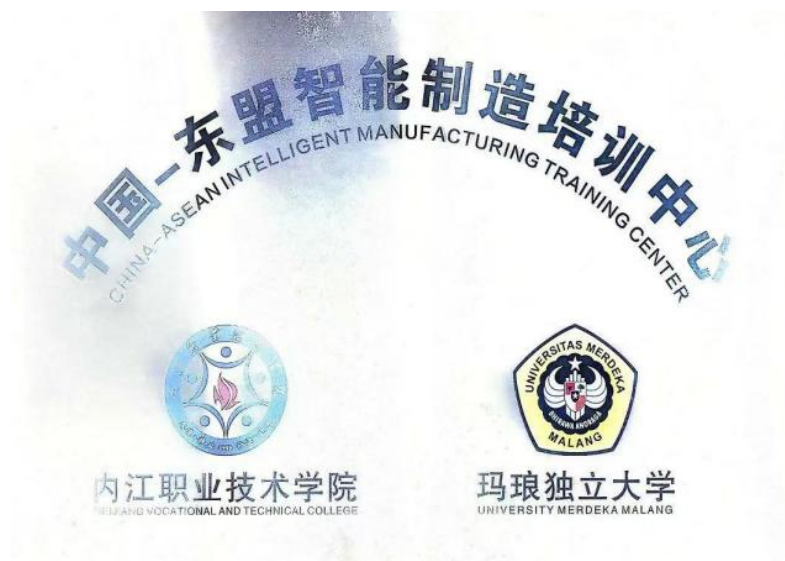 中国-东盟智能制造培训中心
CHINA-ASEAN INTELLIGENT MANUFACTURING TRAINING CENTER
UNIVERSITAS MERDEKA
MALANG
内江职业技术学院
NEIJIANG VOCATIONAL AND TECHNICAL COLLEGE
玛琅独立大学
UNIVERSITY MERDEKA MALANG